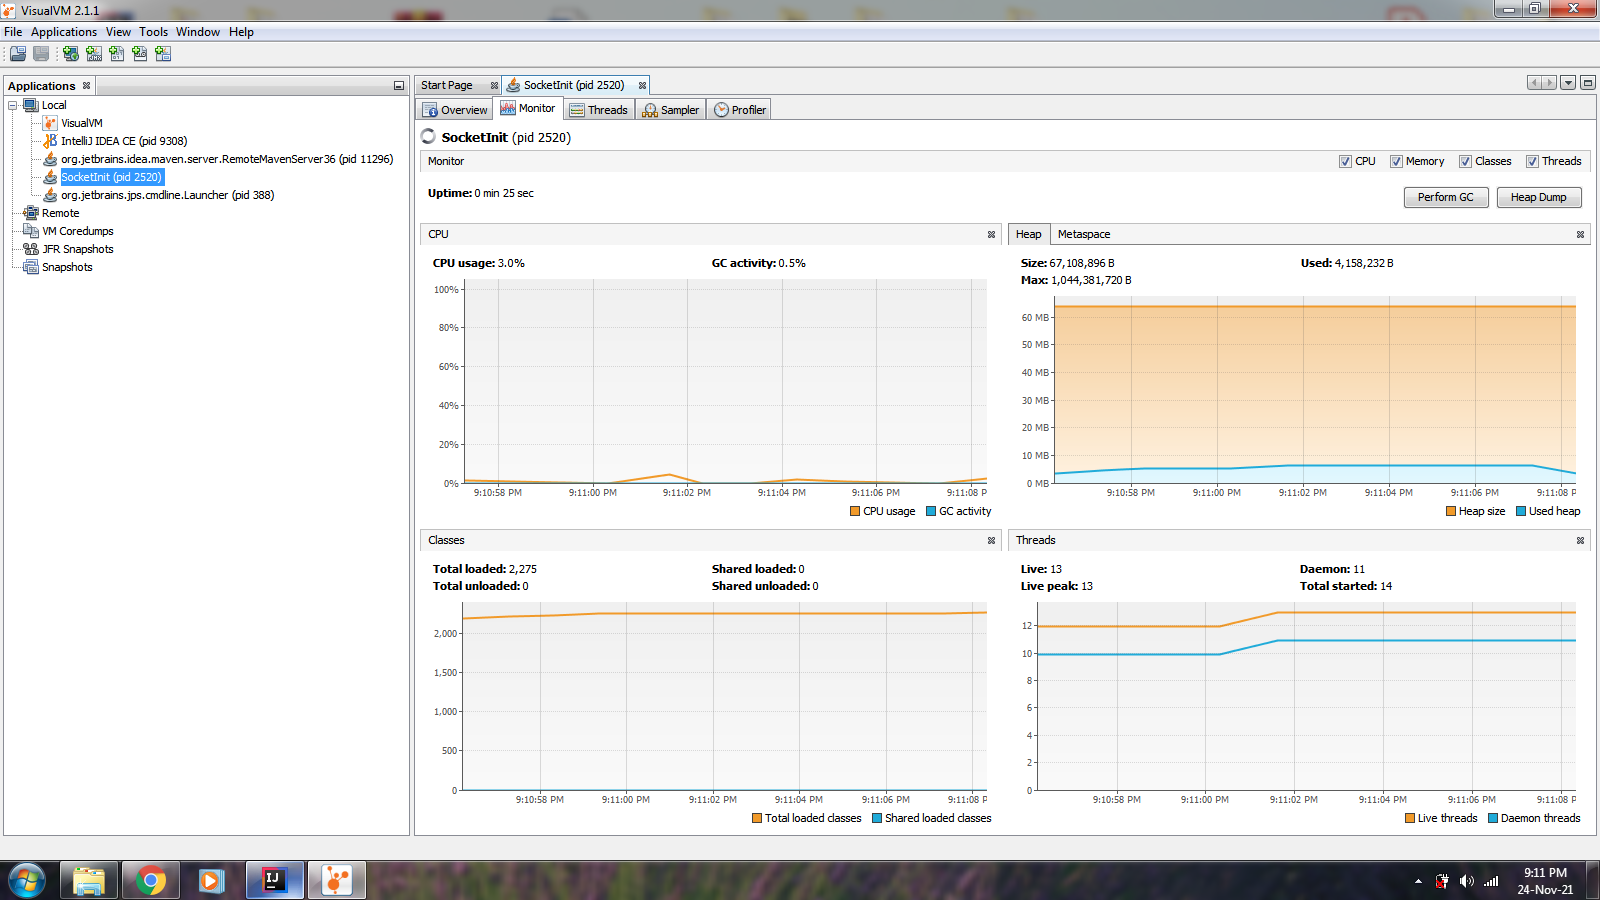 VisualVM 2.1.1
File Applications View Tools Window Help
Applications
Local
VisualVM
IntelliJ IDEA CE (pid 9308)
org.jetbrains.idea.maven.server.RemoteMavenServer36 (pid 11296)
SocketInit (pid 2520)
org.jetbrains.jps.cmdline.Launcher (pid 388)
Remote
VM Coredumps
JFR Snapshots
Snapshots
Start Page SocketInit (pid 2520)
Overview Monitor Threads Sampler Profiler
SocketInit (pid 2520)
Monitor CPU Memory Classes Threads
Uptime: 0 min 25 sec Perform GC Heap Dump
CPU
CPU usage: 3.0% GC activity: 0.5%
100%
80%
60%
40%
20%
0%
9:10:58 PM 9:11:00 PM 9:11:02 PM 9:11:04 PM 9:11:06 PM 9:11:08 P
CPU usage GC activity
Heap Metaspace
Size: 67,108,896 B Used: 4,158,232 B
Max: 1,044,381,720 B
60 MB
50 MB
40 MB
30 MB
20 MB
10 MB
0 MB
9:10:58 PM 9:11:00 PM 9:11:02 PM 9:11:04 PM 9:11:06 PM 9:11:08 P
Heap size Used heap
Classes
Total loaded: 2,275 Shared loaded: 0
Total unloaded: 0 Shared unloaded: 0
2,000
1,500
1,000
500
0
9:10:58 PM 9:11:00 PM 9:11:02 PM 9:11:04 PM 9:11:06 PM 9:11:08 P
Total loaded classes Shared loaded classes
Threads
Live: 13 Daemon: 11
Live peak: 13 Total started: 14
12
10
8
6
4
2
0
9:10:58 PM 9:11:00 PM 9:11:02 PM 9:11:04 PM 9:11:06 PM 9:11:08 P
Live threads Daemon threads
IJ
9:11 PM
24-Nov-21